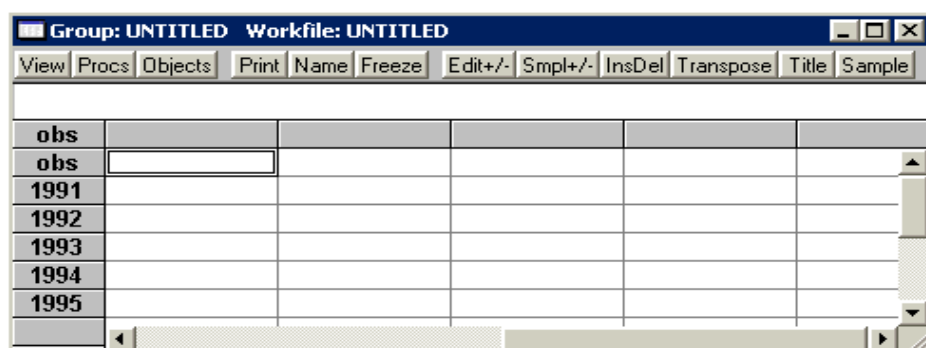 Group: UNTITLED Workfile: UNTITLED
View Procs Objects Print Name Freeze Edit+/- Smpl+/- InsDel Transpose Title Sample
obs
obs
1991
1992
1993
1994
1995